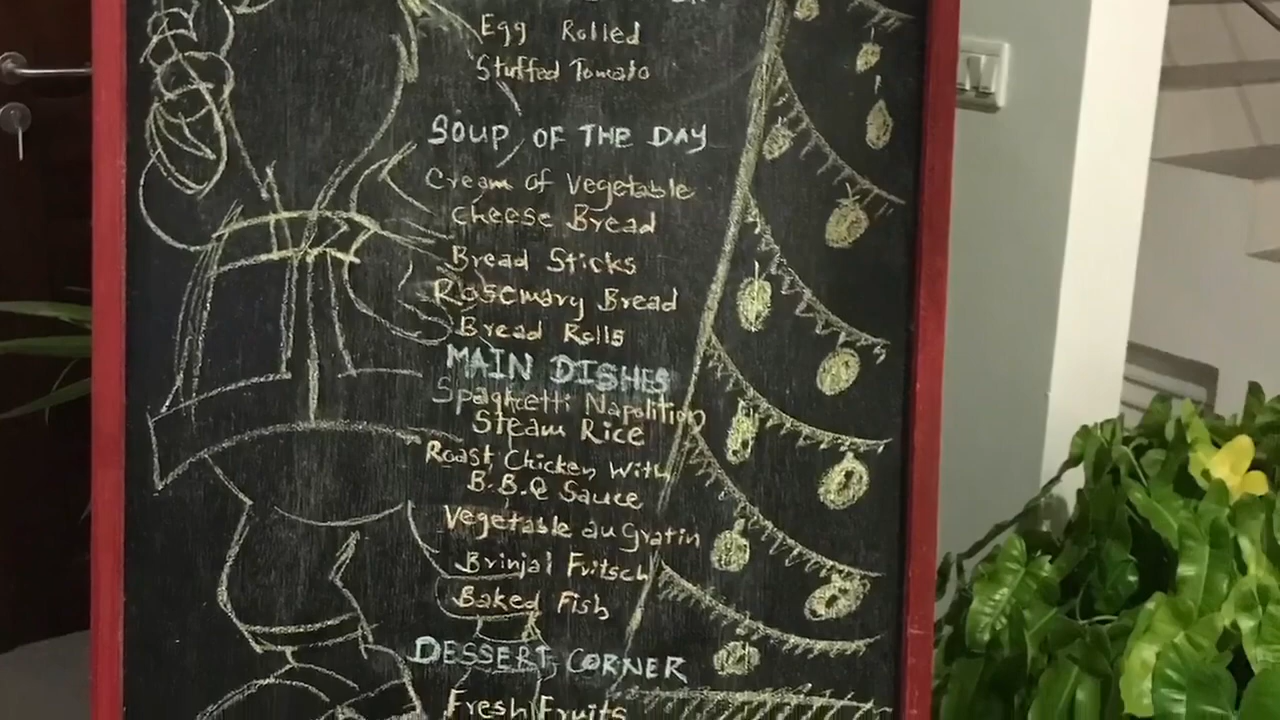 Egg Rolled
Stuffed Tomato
SOUP OF THE DAY
Cream of Vegetable
Cheese Bread
Bread Sticks
Rosemary Bread
Bread Rolls
MAIN DISHES
Spaghcetti Napolition
Steam Rice
Roast Chicken With
B.B.Q Sauce
Vegetable au Gratin
Brinjal Fritsch
Baked Fish
DESSERT CORNER
Fresh Fruits